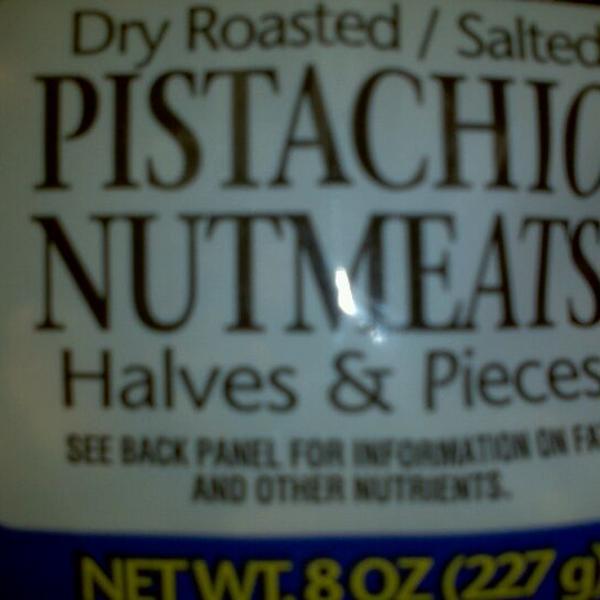 Dry Roasted / Salted
PISTACHIO
NUTMEATS
Halves & Pieces
SEE BACK PANEL FOR INFORMATION ON FAT
AND OTHER NUTRIENTS.
NET WT. 8 OZ (227 g)